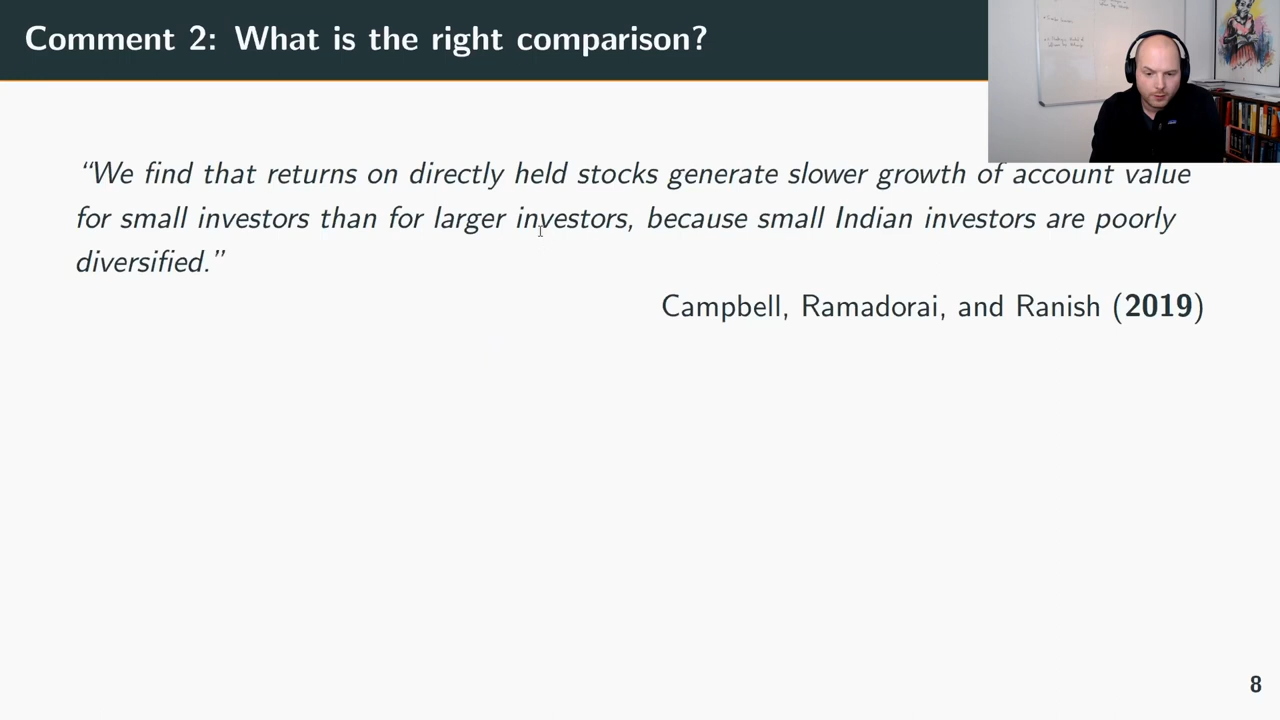 Comment 2: What is the right comparison?
“We find that returns on directly held stocks generate slower growth of account value
for small investors than for larger investors, because small Indian investors are poorly
diversified.”
Campbell, Ramadorai, and Ranish (2019)
8